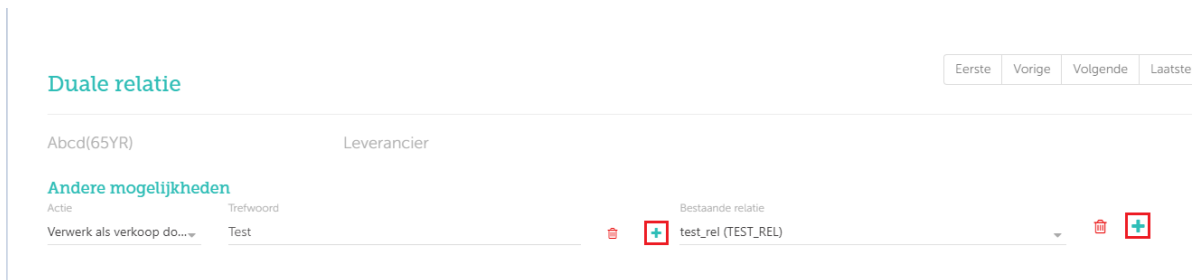 Eerste Vorige Volgende Laatste
Duale relatie
Abcd(65YR) Leverancier
Andere mogelijkheden
Actie Trefwoord Bestaande relatie
Verwerk als verkoop do... Test test_rel (TEST_REL)